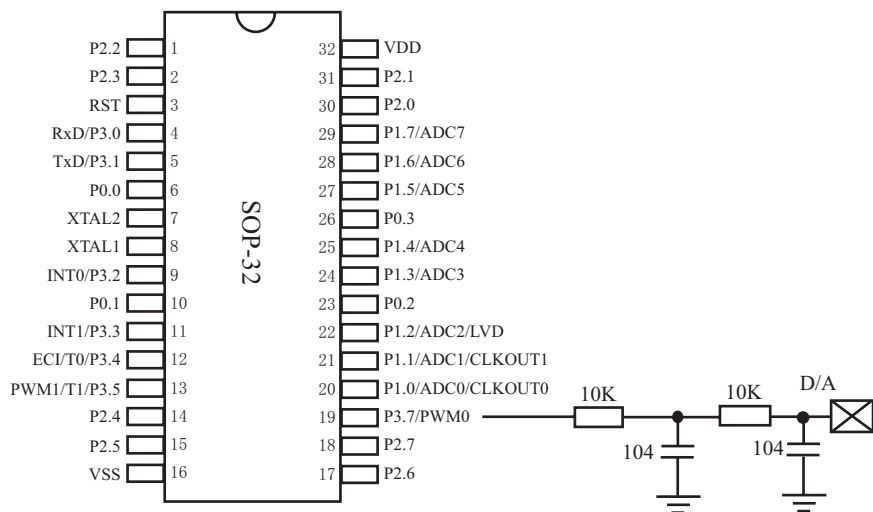 P2.2 1 32 VDD
P2.3 2 31 P2.1
RST 3 30 P2.0
RxD/P3.0 4 29 P1.7/ADC7
TxD/P3.1 5 28 P1.6/ADC6
P0.0 6 27 P1.5/ADC5
XTAL2 7 26 P0.3
XTAL1 8 25 P1.4/ADC4
INT0/P3.2 9 24 P1.3/ADC3
P0.1 10 23 P0.2
INT1/P3.3 11 22 P1.2/ADC2/LVD
ECI/T0/P3.4 12 21 P1.1/ADC1/CLKOUT1
PWM1/T1/P3.5 13 20 P1.0/ADC0/CLKOUT0
P2.4 14 19 P3.7/PWM0
P2.5 15 18 P2.7
VSS 16 17 P2.6
SOP-32
10K 10K D/A
104 104